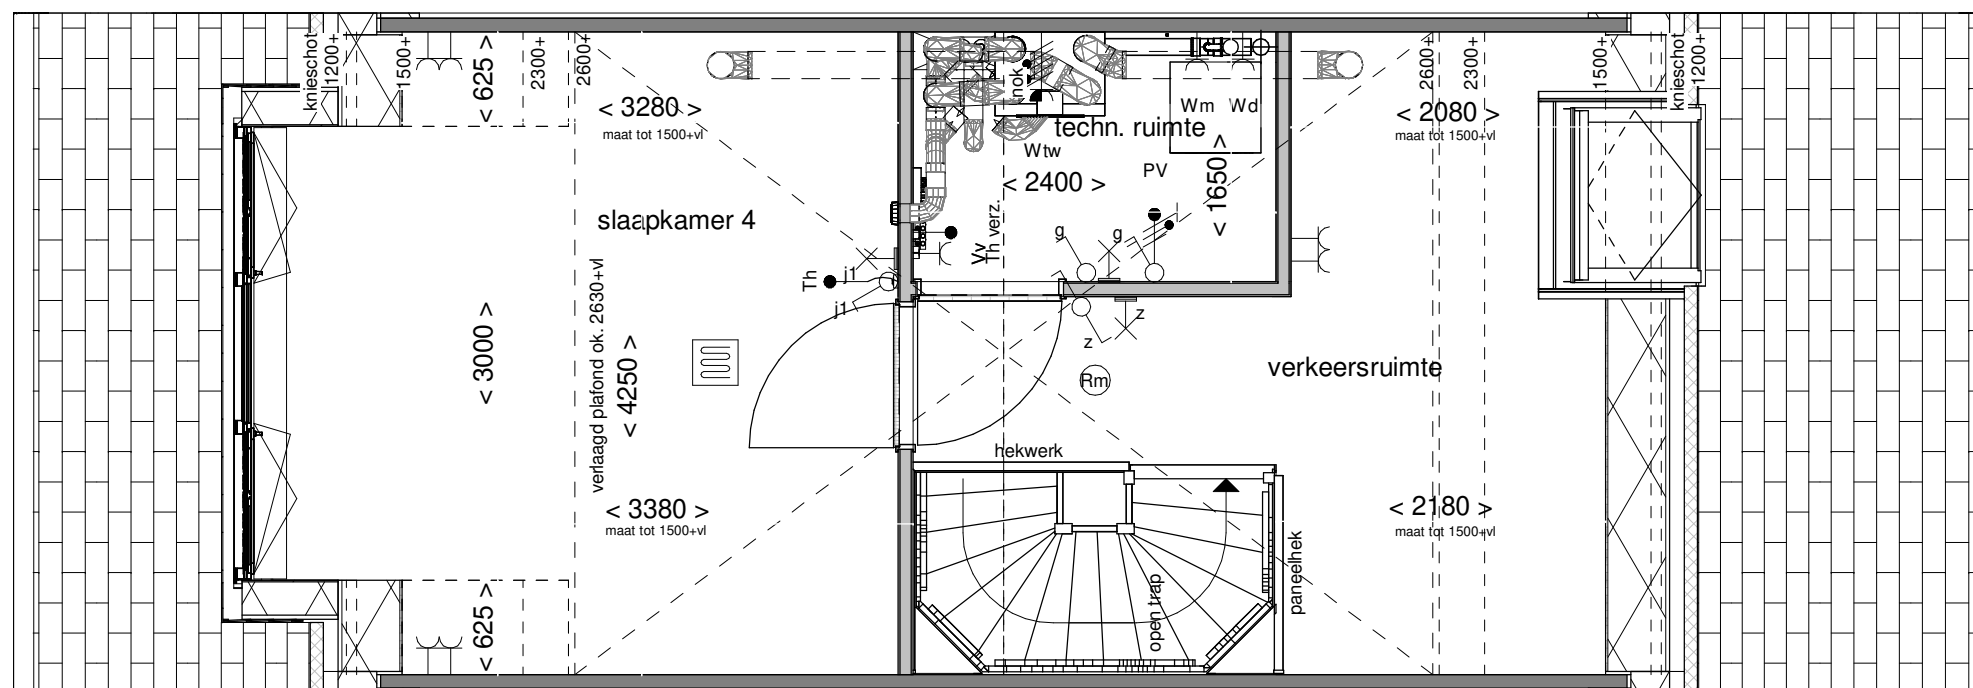 knieschot
1200+
1500+
< 625 >
2300+
2600+
< 3280 >
maat tot 1500+vl
slaapkamer 4
< 3000 >
verlaagd plafond ok. 2630+vl
< 4250 >
< 3380 >
maat tot 1500+vl
< 625 >
Th
j1
j1
nok
techn. ruimte
Wtw
< 2400 >
Wm
Wd
PV
< 1650 >
Vv
Th verz.
g
g
z
z
Rm
hekwerk
open trap
paneelhek
verkeersruimte
2600+
2300+
< 2080 >
maat tot 1500+vl
1500+
knieschot
1200+
< 2180 >
maat tot 1500+vl